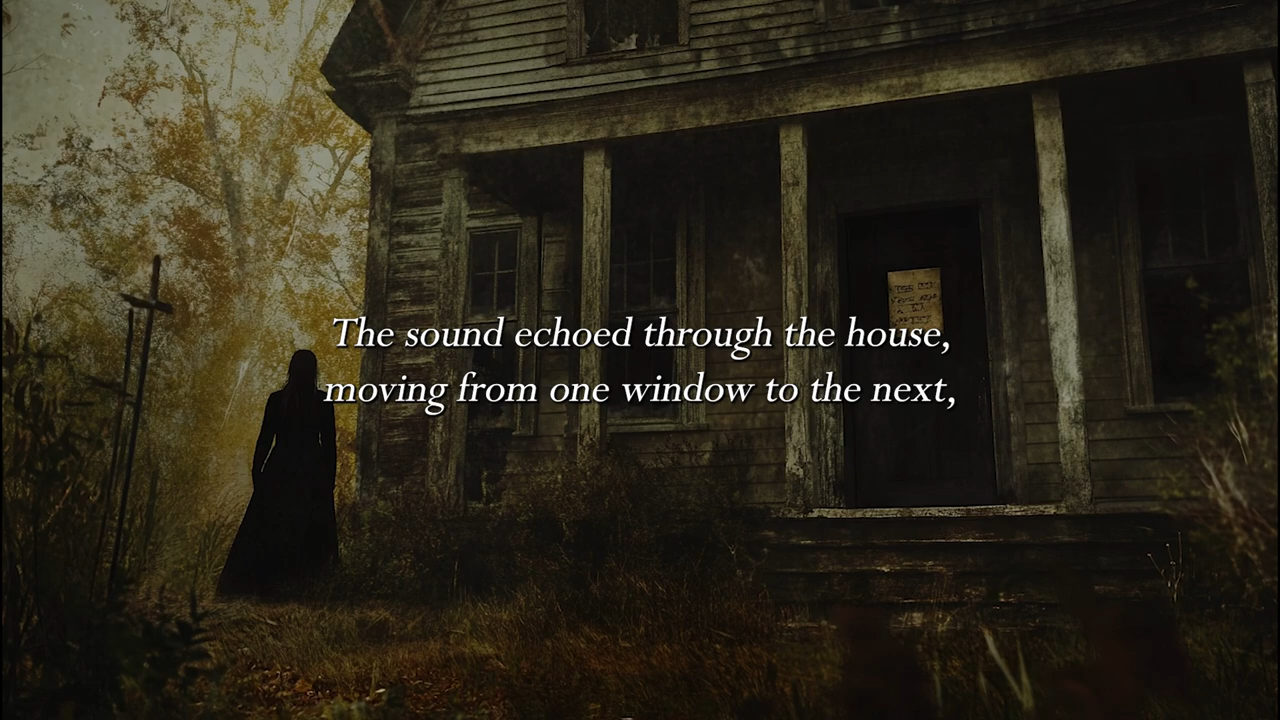 The sound echoed through the house,
moving from one window to the next,